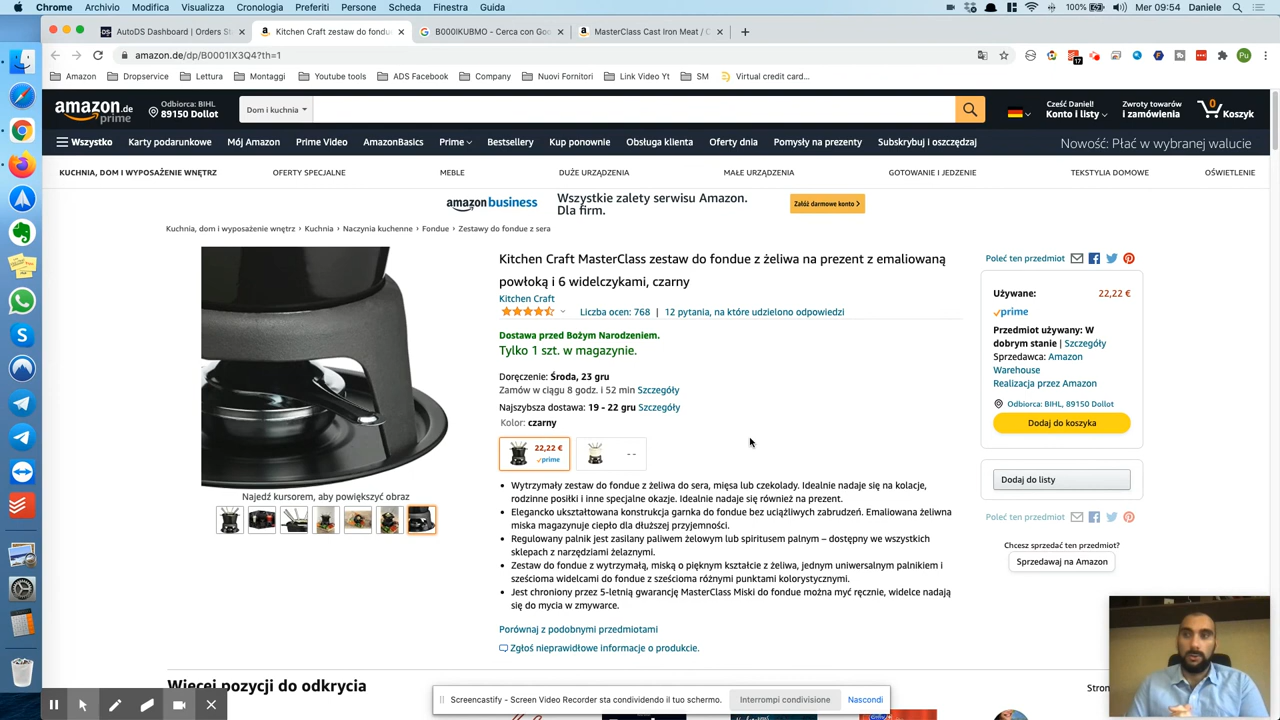 Chrome Archivio Modifica Visualizza Cronologia Preferiti Persone Scheda Finestra Guida 100% Mer 09:54 Daniele
AutoDS Dashboard | Orders St Kitchen Craft zestaw do fondu B000IKUBMO - Cerca con Goo MasterClass Cast Iron Meat / C
amazon.de/dp/B0001IX3Q4?th=1
17
Pu
Amazon Dropservice Lettura Montaggi Youtube tools ADS Facebook Company Nuovi Fornitori Link Video Yt SM Virtual credit card...
amazon.de
prime
Odbiorca: BIHL
89150 Dollot
Dom i kuchnia
Cześć Daniel!
Konto i listy
Zwroty towarów
i zamówienia
0
Koszyk
Wszystko Karty podarunkowe Mój Amazon Prime Video AmazonBasics Prime Bestsellery Kup ponownie Obsługa klienta Oferty dnia Pomysły na prezenty Subskrybuj i oszczędzaj Nowość: Płać w wybranej walucie
KUCHNIA, DOM I WYPOSAŻENIE WNĘTRZ OFERTY SPECJALNE MEBLE DUŻE URZĄDZENIA MAŁE URZĄDZENIA GOTOWANIE I JEDZENIE TEKSTYLIA DOMOWE OŚWIETLENIE
amazon business
Wszystkie zalety serwisu Amazon.
Dla firm.
Załóż darmowe konto
Kuchnia, dom i wyposażenie wnętrz › Kuchnia › Naczynia kuchenne › Fondue › Zestawy do fondue z sera
Kitchen Craft MasterClass zestaw do fondue z żeliwa na prezent z emaliowaną
powłoką i 6 widelczykami, czarny
Kitchen Craft
Liczba ocen: 768 | 12 pytania, na które udzielono odpowiedzi
Dostawa przed Bożym Narodzeniem.
Tylko 1 szt. w magazynie.
Doręczenie: Środa, 23 gru
Zamów w ciągu 8 godz. i 52 min Szczegóły
Najszybsza dostawa: 19 - 22 gru Szczegóły
Kolor: czarny
22,22 €
prime
- -
• Wytrzymały zestaw do fondue z żeliwa do sera, mięsa lub czekolady. Idealnie nadaje się na kolacje,
rodzinne posiłki i inne specjalne okazje. Idealnie nadaje się również na prezent.
• Elegancko ukształtowana konstrukcja garnka do fondue bez uciążliwych zabrudzeń. Emaliowana żeliwna
miska magazynuje ciepło dla dłuższej przyjemności.
• Regulowany palnik jest zasilany paliwem żelowym lub spiritusem palnym – dostępny we wszystkich
sklepach z narzędziami żelaznymi.
• Zestaw do fondue z wytrzymałą, miską o pięknym kształcie z żeliwa, jednym uniwersalnym palnikiem i
sześcioma widelcami do fondue z sześcioma różnymi punktami kolorystycznymi.
• Jest chroniony przez 5-letnią gwarancję MasterClass Miski do fondue można myć ręcznie, widelce nadają
się do mycia w zmywarce.
Najedź kursorem, aby powiększyć obraz
Porównaj z podobnymi przedmiotami
Zgłoś nieprawidłowe informacje o produkcie.
Poleć ten przedmiot
Używane: 22,22 €
prime
Przedmiot używany: W
dobrym stanie | Szczegóły
Sprzedawca: Amazon
Warehouse
Realizacja przez Amazon
Odbiorca: BIHL, 89150 Dollot
Dodaj do koszyka
Dodaj do listy
Poleć ten przedmiot
Chcesz sprzedać ten przedmiot?
Sprzedawaj na Amazon
Więcej pozycji do odkrycia
Stron
Screencastify - Screen Video Recorder sta condividendo il tuo schermo. Interrompi condivisione Nascondi